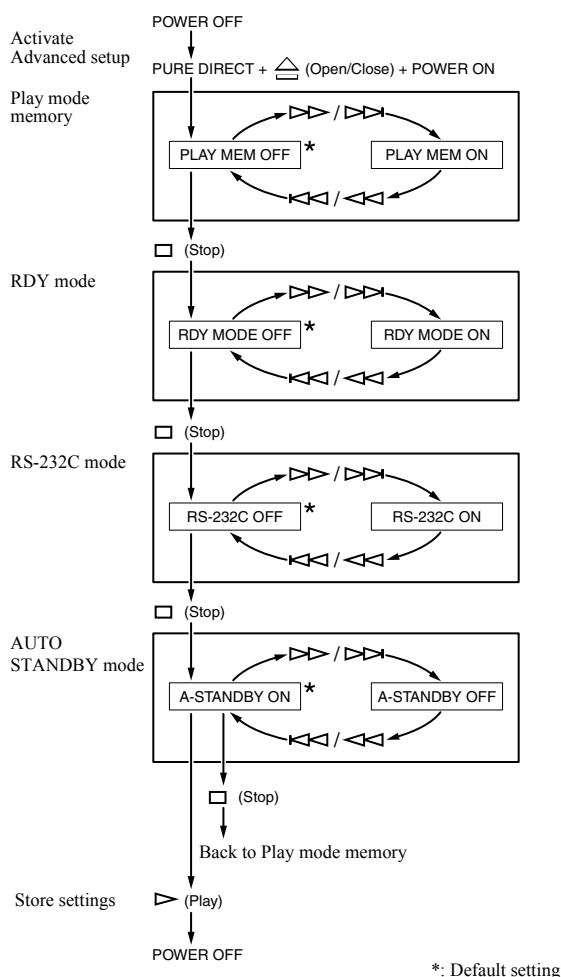 POWER OFF
Activate
Advanced setup
PURE DIRECT + (Open/Close) + POWER ON
Play mode
memory
/
PLAY MEM OFF * PLAY MEM ON
/
(Stop)
RDY mode
/
RDY MODE OFF * RDY MODE ON
/
(Stop)
RS-232C mode
/
RS-232C OFF * RS-232C ON
/
(Stop)
AUTO
STANDBY mode
/
A-STANDBY ON * A-STANDBY OFF
/
(Stop)
Back to Play mode memory
Store settings
(Play)
POWER OFF
*: Default setting